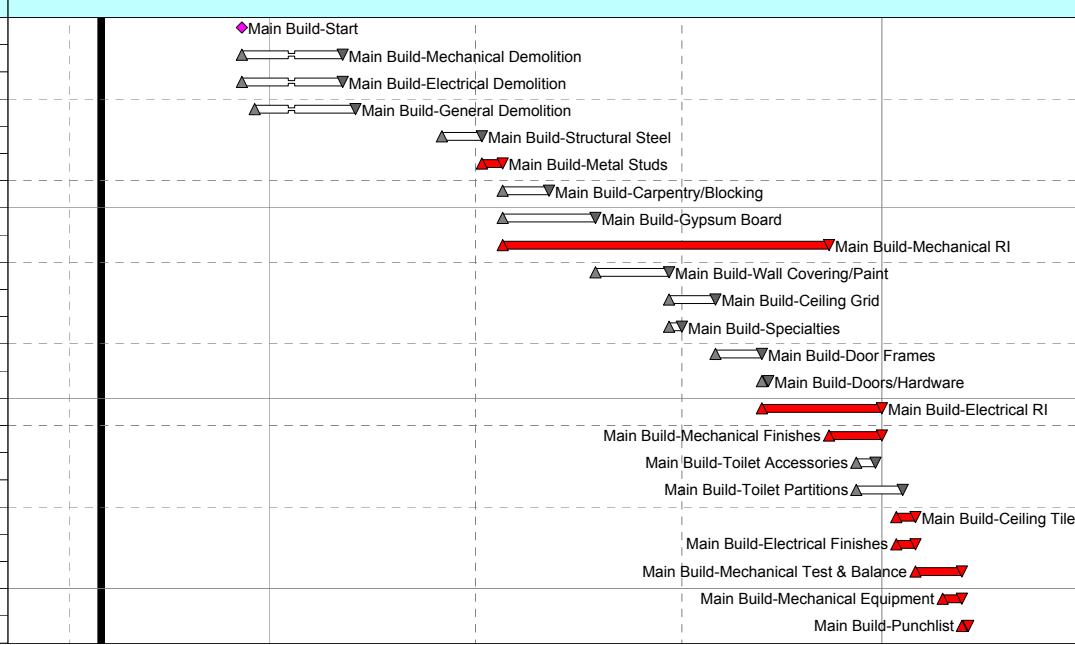 Main Build-Start
Main Build-Mechanical Demolition
Main Build-Electrical Demolition
Main Build-General Demolition
Main Build-Structural Steel
Main Build-Metal Studs
Main Build-Carpentry/Blocking
Main Build-Gypsum Board
Main Build-Mechanical RI
Main Build-Wall Covering/Paint
Main Build-Ceiling Grid
Main Build-Specialties
Main Build-Door Frames
Main Build-Doors/Hardware
Main Build-Electrical RI
Main Build-Mechanical Finishes
Main Build-Toilet Accessories
Main Build-Toilet Partitions
Main Build-Ceiling Tile
Main Build-Electrical Finishes
Main Build-Mechanical Test & Balance
Main Build-Mechanical Equipment
Main Build-Punchlist